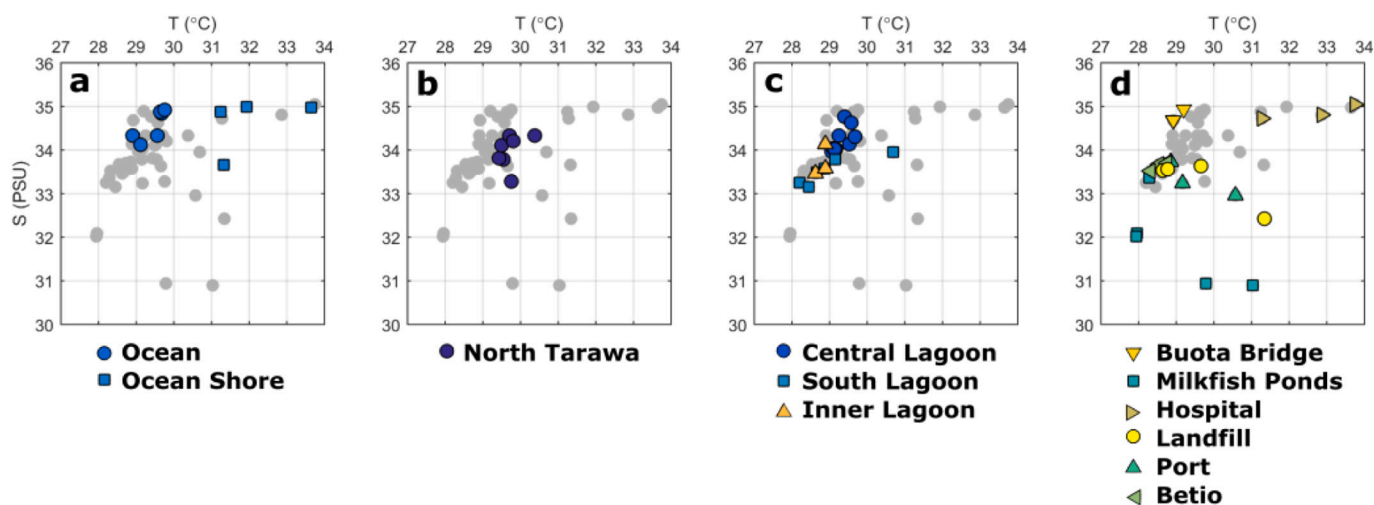 T (°C)
27 28 29 30 31 32 33 34
36
35
34
33
32
31
30
S (PSU)
a
Ocean
Ocean Shore
T (°C)
27 28 29 30 31 32 33 34
36
35
34
33
32
31
30
b
North Tarawa
T (°C)
27 28 29 30 31 32 33 34
36
35
34
33
32
31
30
c
Central Lagoon
South Lagoon
Inner Lagoon
T (°C)
27 28 29 30 31 32 33 34
36
35
34
33
32
31
30
d
Buota Bridge
Milkfish Ponds
Hospital
Landfill
Port
Betio